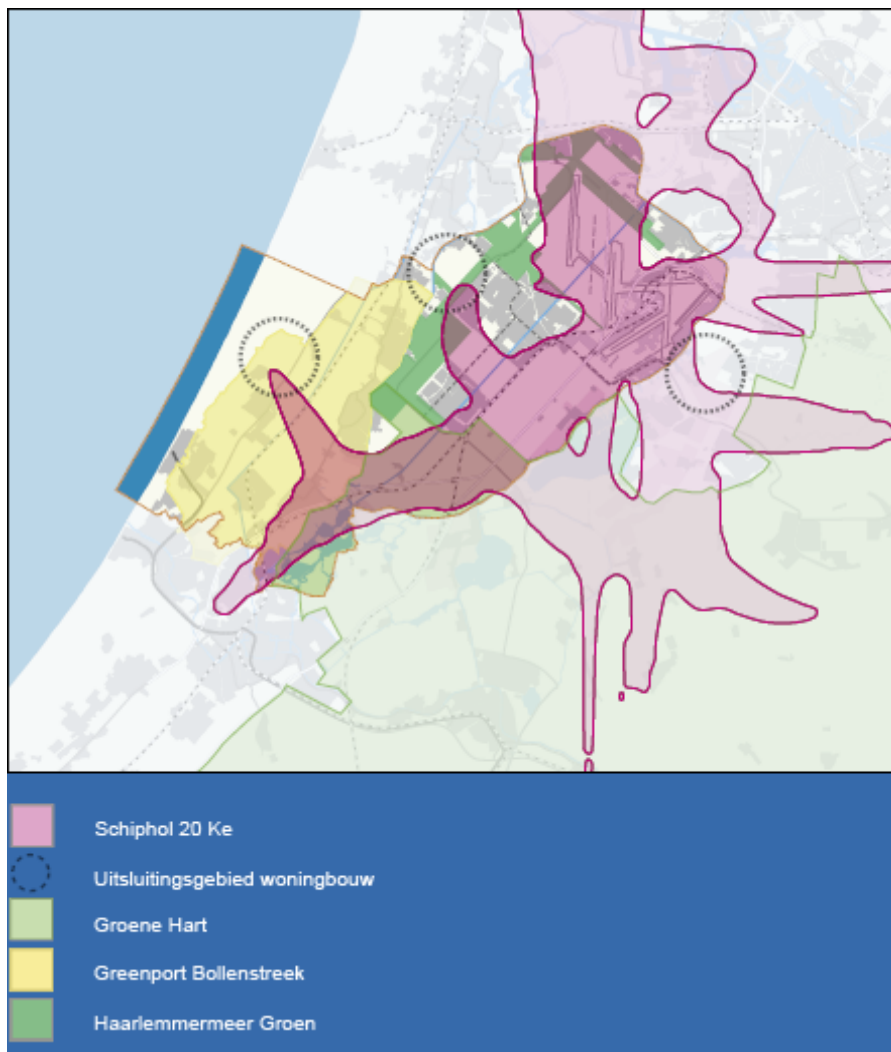 Schiphol 20 Ke
Uitsluitingsgebied woningbouw
Groene Hart
Greenport Bollenstreek
Haarlemmermeer Groen